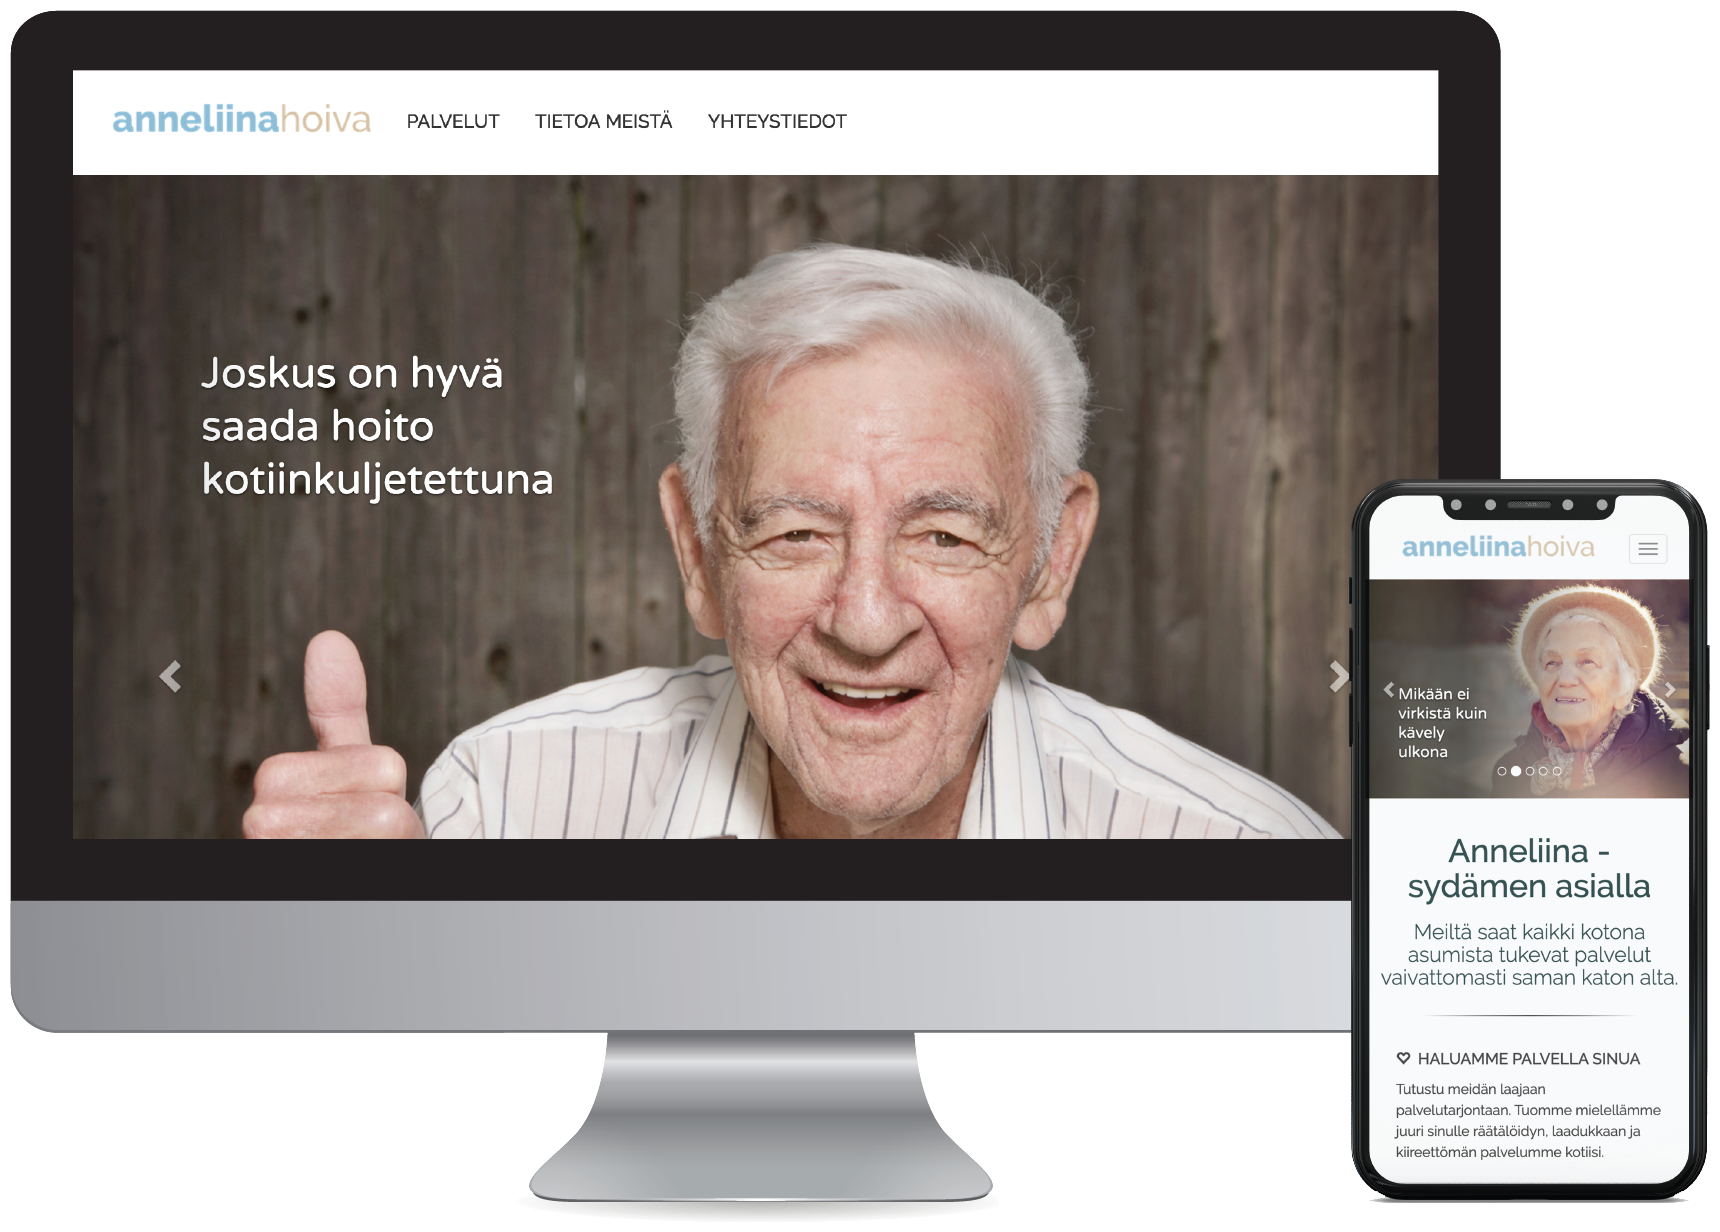 anneliinahoiva PALVELUT TIETOA MEISTÄ YHTEYSTIEDOT
Joskus on hyvä
saada hoito
kotiinkuljetettuna
anneliinahoiva
Mikään ei
virkistä kuin
kävely
ulkona
Anneliina -
sydämen asialla
Meiltä saat kaikki kotona
asumista tukevat palvelut
vaivattomasti saman katon alta.
HALUAMME PALVELLA SINUA
Tutustu meidän laajaan
palvelutarjontaan. Tuomme mielellämme
juuri sinulle räätälöidyn, laadukkaan ja
kiireettömän palvelumme kotiisi.